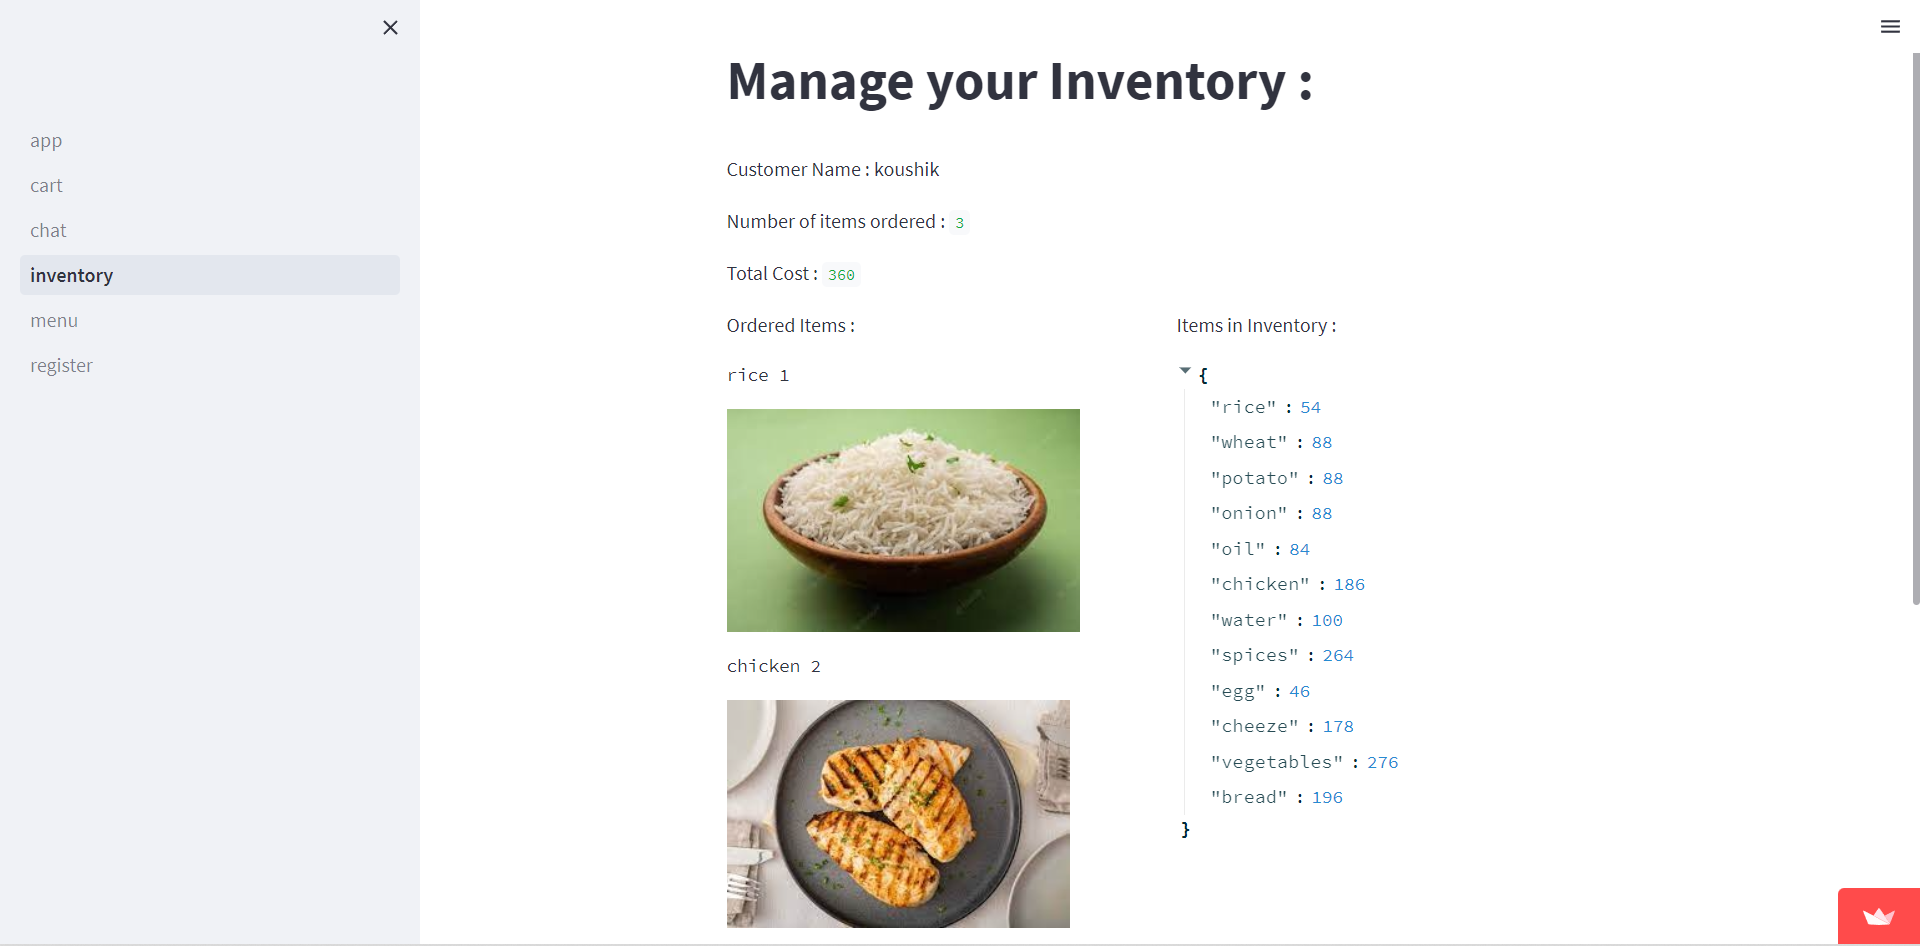 app
cart
chat
inventory
menu
register
Manage your Inventory :
Customer Name : koushik
Number of items ordered : 3
Total Cost : 360
Ordered Items :
rice 1
chicken 2
Items in Inventory :
{
"rice" : 54
"wheat" : 88
"potato" : 88
"onion" : 88
"oil" : 84
"chicken" : 186
"water" : 100
"spices" : 264
"egg" : 46
"cheeze" : 178
"vegetables" : 276
"bread" : 196
}